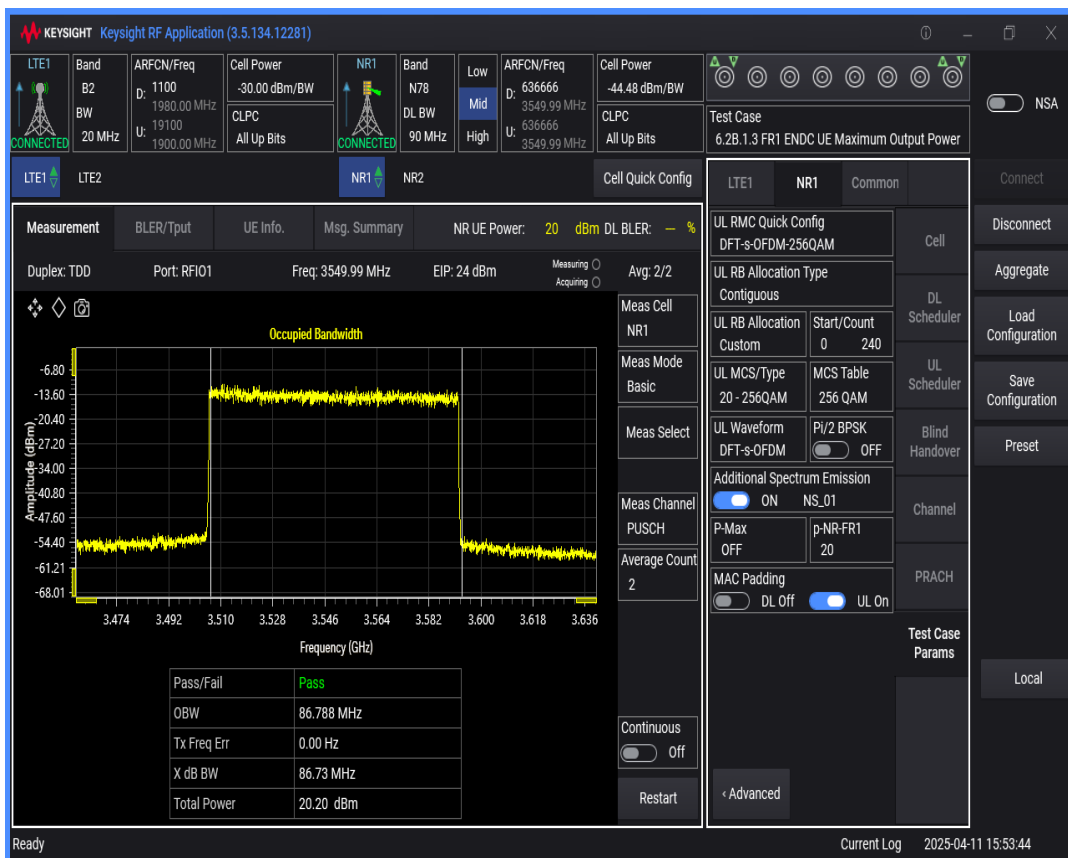 KEYSIGHT Keysight RF Application (3.5.134.12281)
LTE1
CONNECTED
Band
B2
BW
20 MHz
ARFCN/Freq
D: 1100
1980.00 MHz
U: 19100
1900.00 MHz
Cell Power
-30.00 dBm/BW
CLPC
All Up Bits
NR1
CONNECTED
Band
N78
DL BW
90 MHz
Low
Mid
High
ARFCN/Freq
D: 636666
3549.99 MHz
U: 636666
3549.99 MHz
Cell Power
-44.48 dBm/BW
CLPC
All Up Bits
Test Case
6.2B.1.3 FR1 ENDC UE Maximum Output Power
NSA
LTE1 LTE2 NR1 NR2 Cell Quick Config
Measurement BLER/Tput UE Info. Msg. Summary NR UE Power: 20 dBm DL BLER: — %
Duplex: TDD Port: RFIO1 Freq: 3549.99 MHz EIP: 24 dBm Measuring Avg: 2/2
Acquiring
Occupied Bandwidth
Amplitude (dBm)
-6.80
-13.60
-20.40
-27.20
-34.00
-40.80
-47.60
-54.40
-61.21
-68.01
3.474 3.492 3.510 3.528 3.546 3.564 3.582 3.600 3.618 3.636
Frequency (GHz)
Pass/Fail Pass
OBW 86.788 MHz
Tx Freq Err 0.00 Hz
X dB BW 86.73 MHz
Total Power 20.20 dBm
Meas Cell
NR1
Meas Mode
Basic
Meas Select
Meas Channel
PUSCH
Average Count
2
Continuous
Off
Restart
LTE1 NR1 Common
UL RMC Quick Config
DFT-s-OFDM-256QAM
UL RB Allocation Type
Contiguous
UL RB Allocation
Custom
Start/Count
0 240
UL MCS/Type
20 - 256QAM
MCS Table
256 QAM
UL Waveform
DFT-s-OFDM
Pi/2 BPSK
OFF
Additional Spectrum Emission
ON NS_01
P-Max
OFF
p-NR-FR1
20
MAC Padding
DL Off UL On
‹ Advanced
Cell
DL
Scheduler
UL
Scheduler
Blind
Handover
Channel
PRACH
Test Case
Params
Connect
Disconnect
Aggregate
Load
Configuration
Save
Configuration
Preset
Local
Ready Current Log 2025-04-11 15:53:44